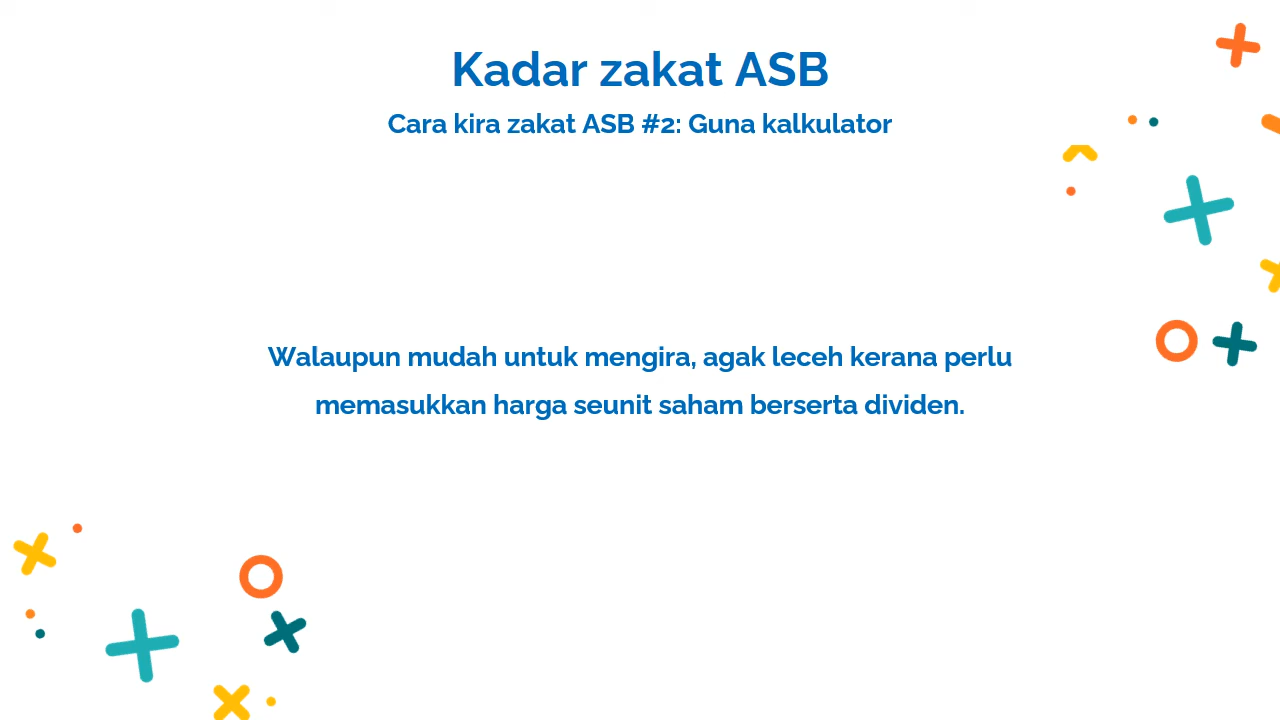 Kadar zakat ASB
Cara kira zakat ASB #2: Guna kalkulator
Walaupun mudah untuk mengira, agak leceh kerana perlu
memasukkan harga seunit saham berserta dividen.